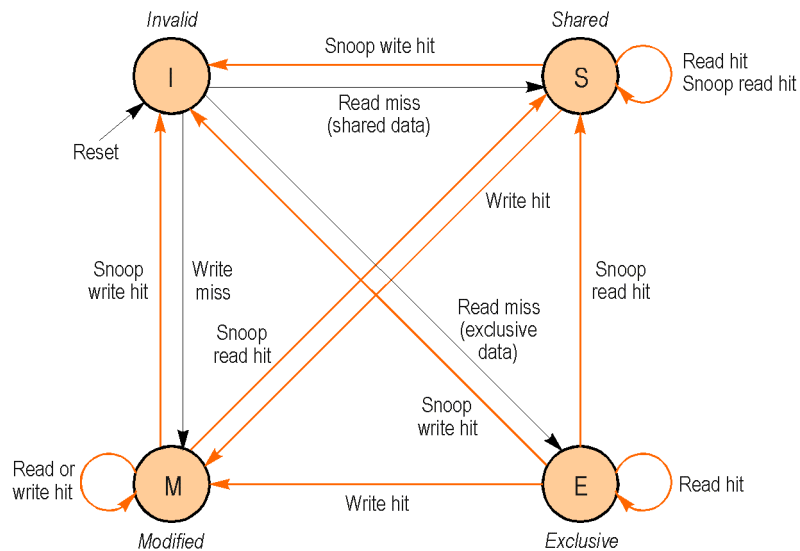 Invalid
Shared
Snoop wite hit
I
S
Read hit
Snoop read hit
Read miss
(shared data)
Reset
Write hit
Snoop
write hit
Write
miss
Snoop
read hit
Read miss
(exclusive
data)
Snoop
read hit
Snoop
write hit
Read or
write hit
M
Write hit
E
Read hit
Modified
Exclusive